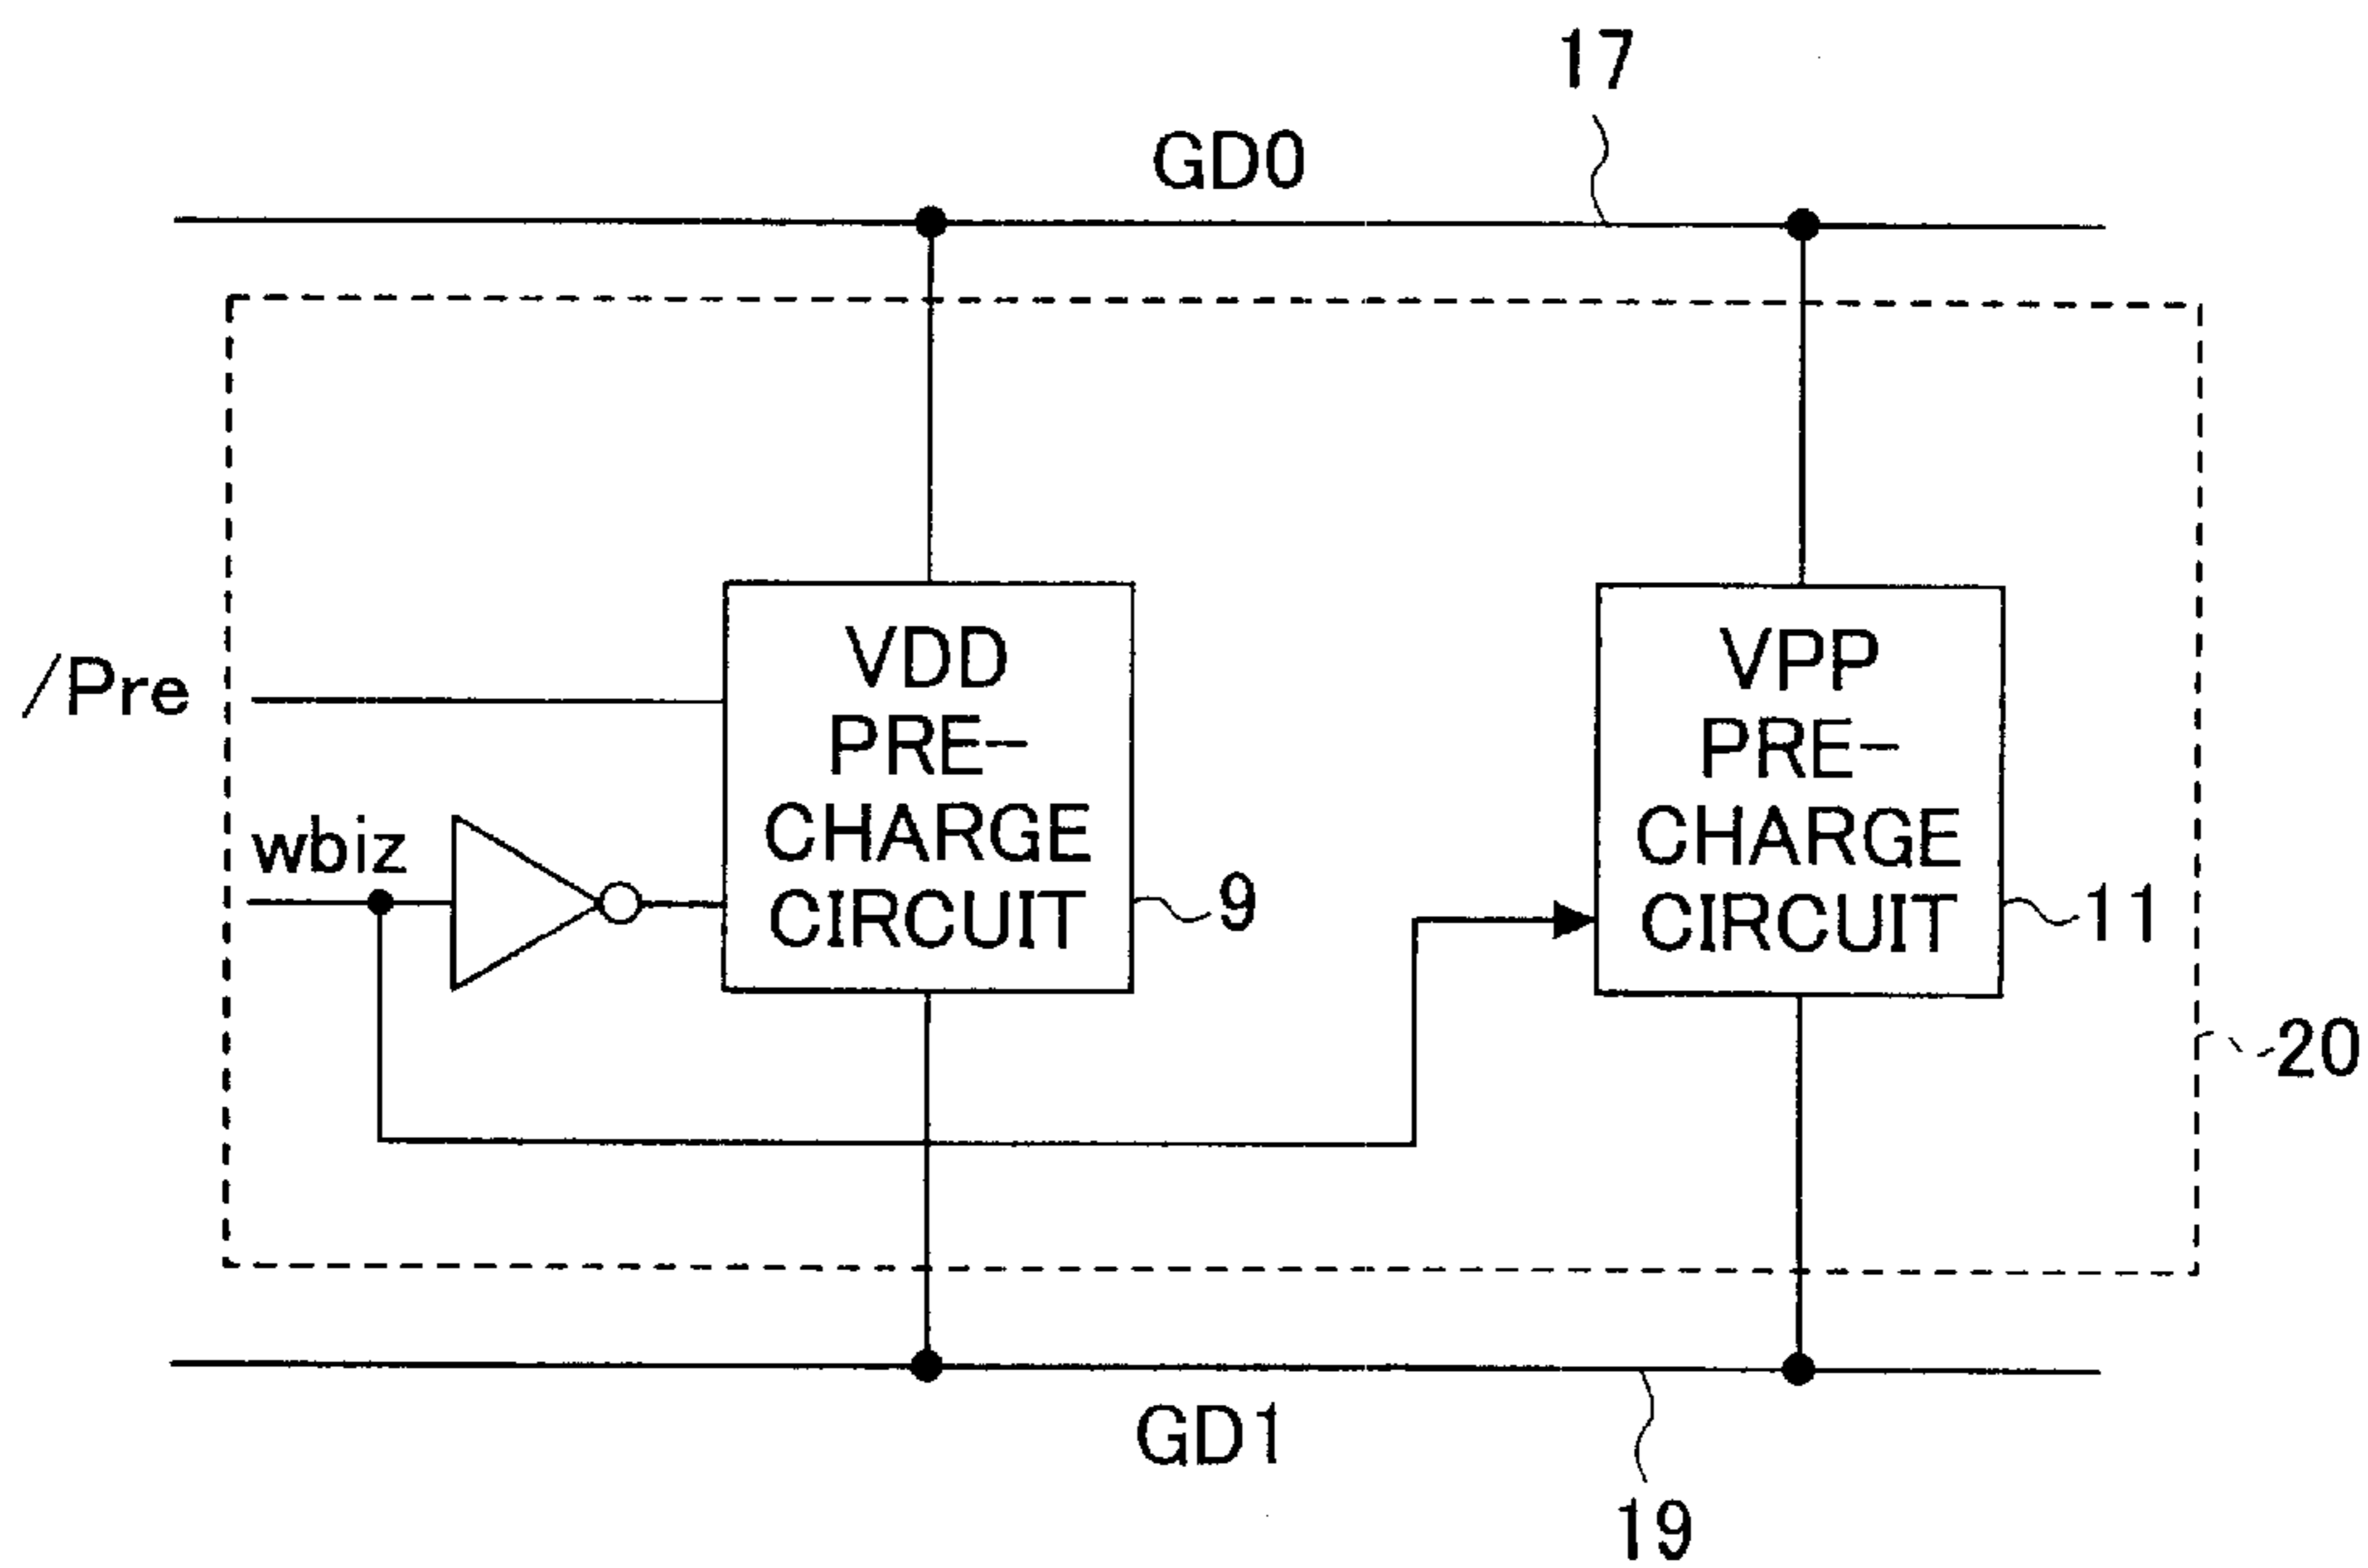 17
GD0
/Pre
wbiz
VDD
PRE-
CHARGE
CIRCUIT
9
VPP
PRE-
CHARGE
CIRCUIT
11
20
GD1
19